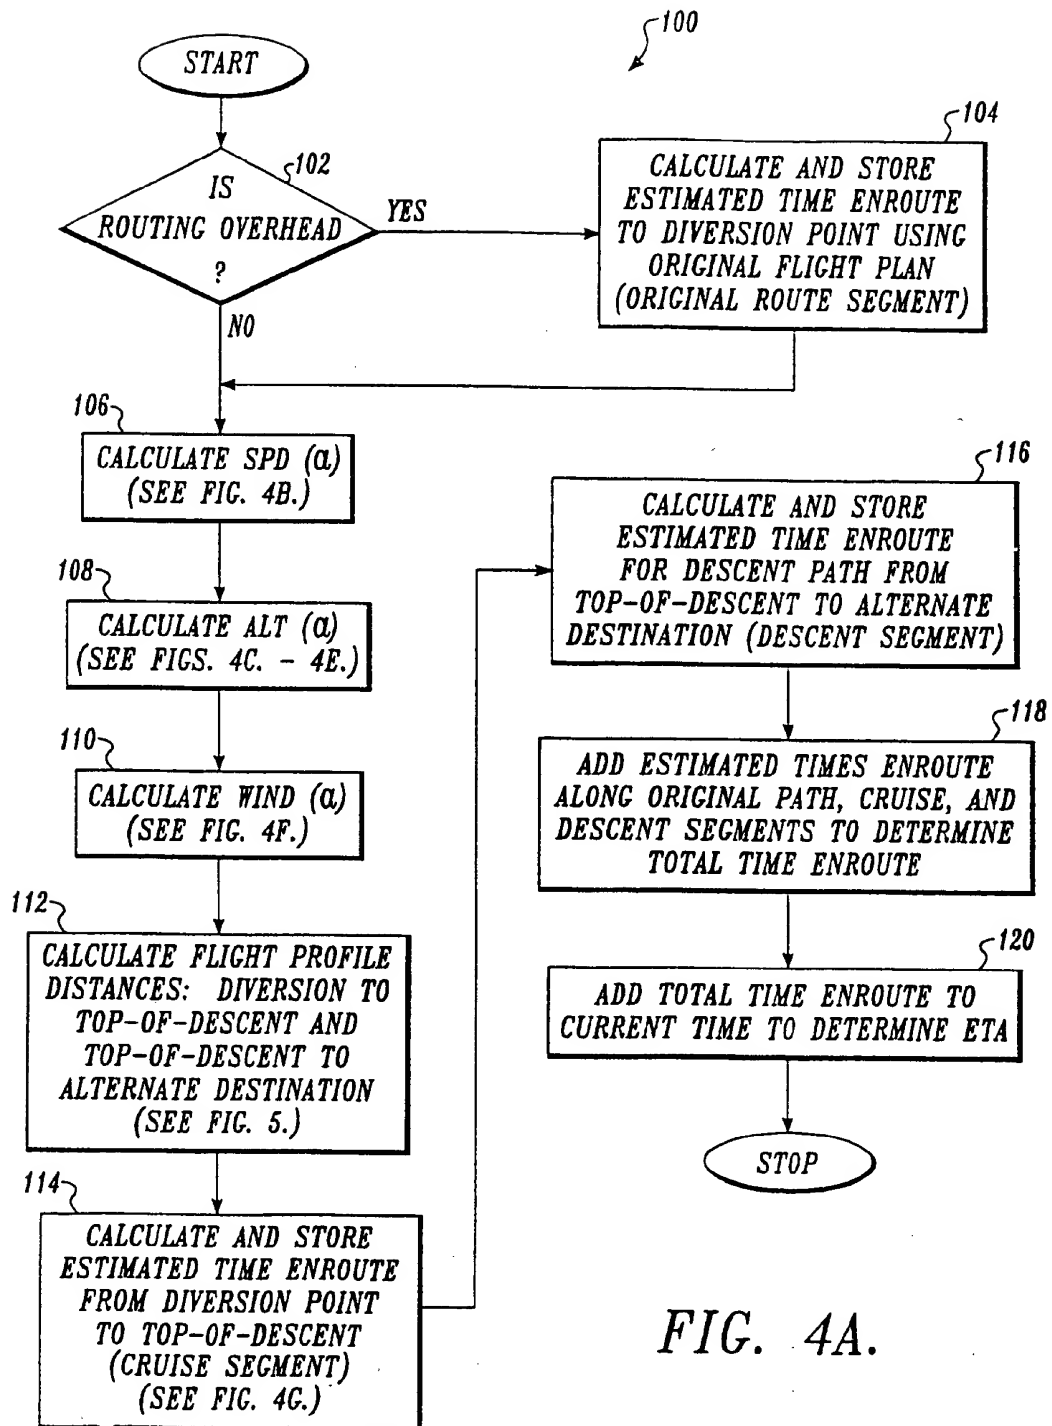 100
START
102
IS
ROUTING OVERHEAD
?
YES
NO
104
CALCULATE AND STORE
ESTIMATED TIME ENROUTE
TO DIVERSION POINT USING
ORIGINAL FLIGHT PLAN
(ORIGINAL ROUTE SEGMENT)
106
CALCULATE SPD (α)
(SEE FIG. 4B.)
108
CALCULATE ALT (α)
(SEE FIGS. 4C. - 4E.)
110
CALCULATE WIND (α)
(SEE FIG. 4F.)
112
CALCULATE FLIGHT PROFILE
DISTANCES: DIVERSION TO
TOP-OF-DESCENT AND
TOP-OF-DESCENT TO
ALTERNATE DESTINATION
(SEE FIG. 5.)
114
CALCULATE AND STORE
ESTIMATED TIME ENROUTE
FROM DIVERSION POINT
TO TOP-OF-DESCENT
(CRUISE SEGMENT)
(SEE FIG. 4G.)
116
CALCULATE AND STORE
ESTIMATED TIME ENROUTE
FOR DESCENT PATH FROM
TOP-OF-DESCENT TO ALTERNATE
DESTINATION (DESCENT SEGMENT)
118
ADD ESTIMATED TIMES ENROUTE
ALONG ORIGINAL PATH, CRUISE, AND
DESCENT SEGMENTS TO DETERMINE
TOTAL TIME ENROUTE
120
ADD TOTAL TIME ENROUTE TO
CURRENT TIME TO DETERMINE ETA
STOP
FIG. 4A.